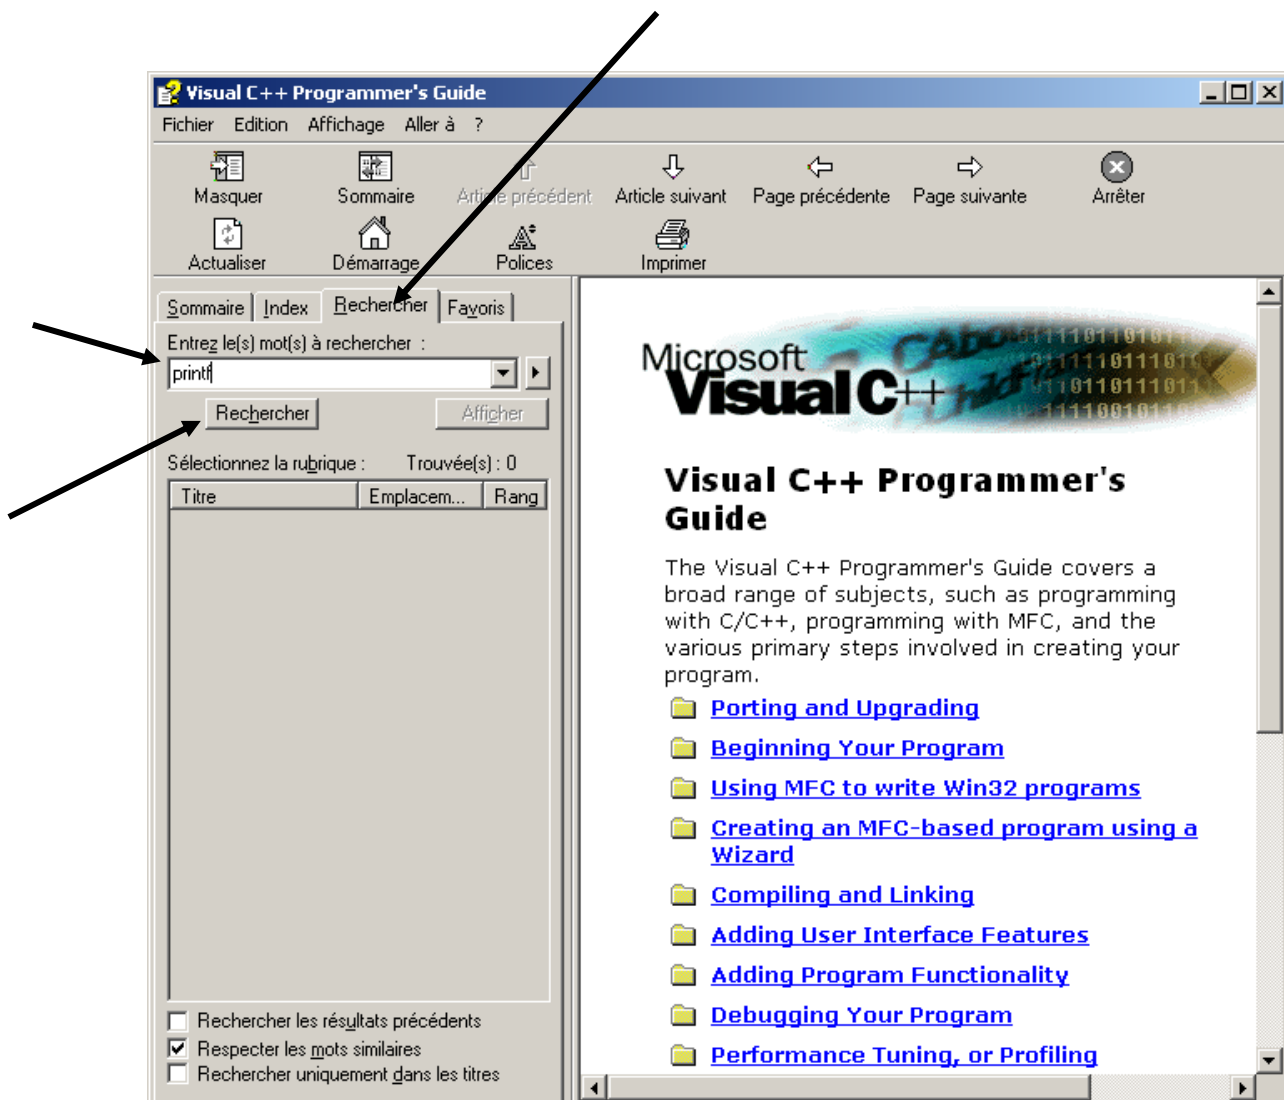 Visual C++ Programmer's Guide
Fichier Edition Affichage Aller à ?
Masquer Sommaire Article précédent Article suivant Page précédente Page suivante Arrêter
Actualiser Démarrage Polices Imprimer
Sommaire Index Rechercher Favoris
Entrez le(s) mot(s) à rechercher :
printf
Rechercher Afficher
Sélectionnez la rubrique : Trouvée(s) : 0
Titre Emplacem... Rang
Rechercher les résultats précédents
Respecter les mots similaires
Rechercher uniquement dans les titres
Microsoft
Visual C++
Visual C++ Programmer's
Guide
The Visual C++ Programmer's Guide covers a
broad range of subjects, such as programming
with C/C++, programming with MFC, and the
various primary steps involved in creating your
program.
Porting and Upgrading
Beginning Your Program
Using MFC to write Win32 programs
Creating an MFC-based program using a
Wizard
Compiling and Linking
Adding User Interface Features
Adding Program Functionality
Debugging Your Program
Performance Tuning, or Profiling